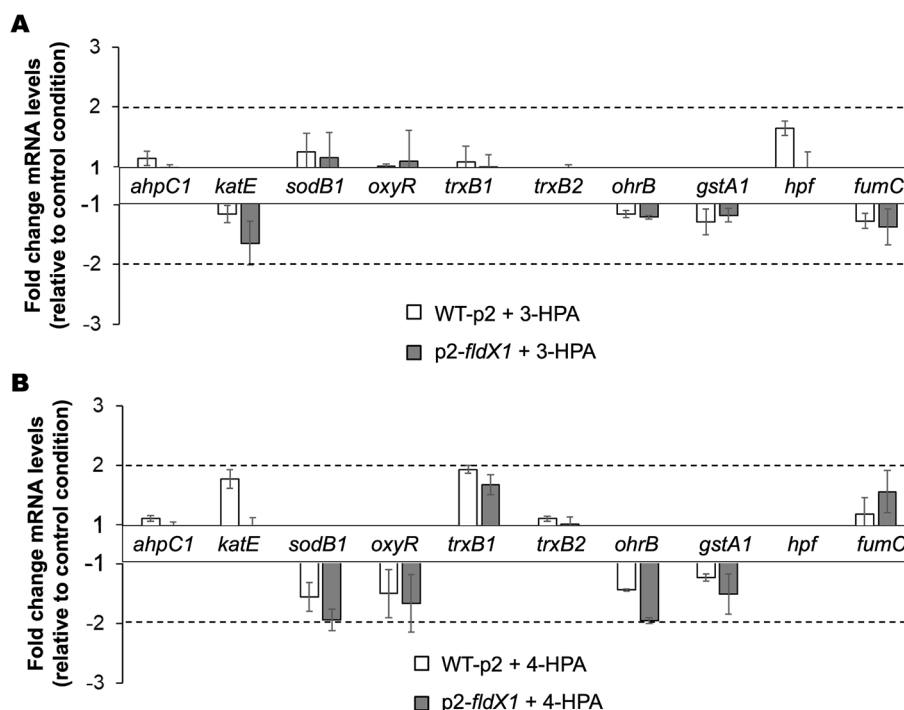 A
Fold change mRNA levels
(relative to control condition)
3
2
1
ahpC1 katE sodB1 oxyR trxB1 trxB2 ohrB gstA1 hpf fumC
-1
-2
-3
WT-p2 + 3-HPA
p2-fldX1 + 3-HPA
B
Fold change mRNA levels
(relative to control condition)
3
2
1
ahpC1 katE sodB1 oxyR trxB1 trxB2 ohrB gstA1 hpf fumC
-1
-2
-3
WT-p2 + 4-HPA
p2-fldX1 + 4-HPA